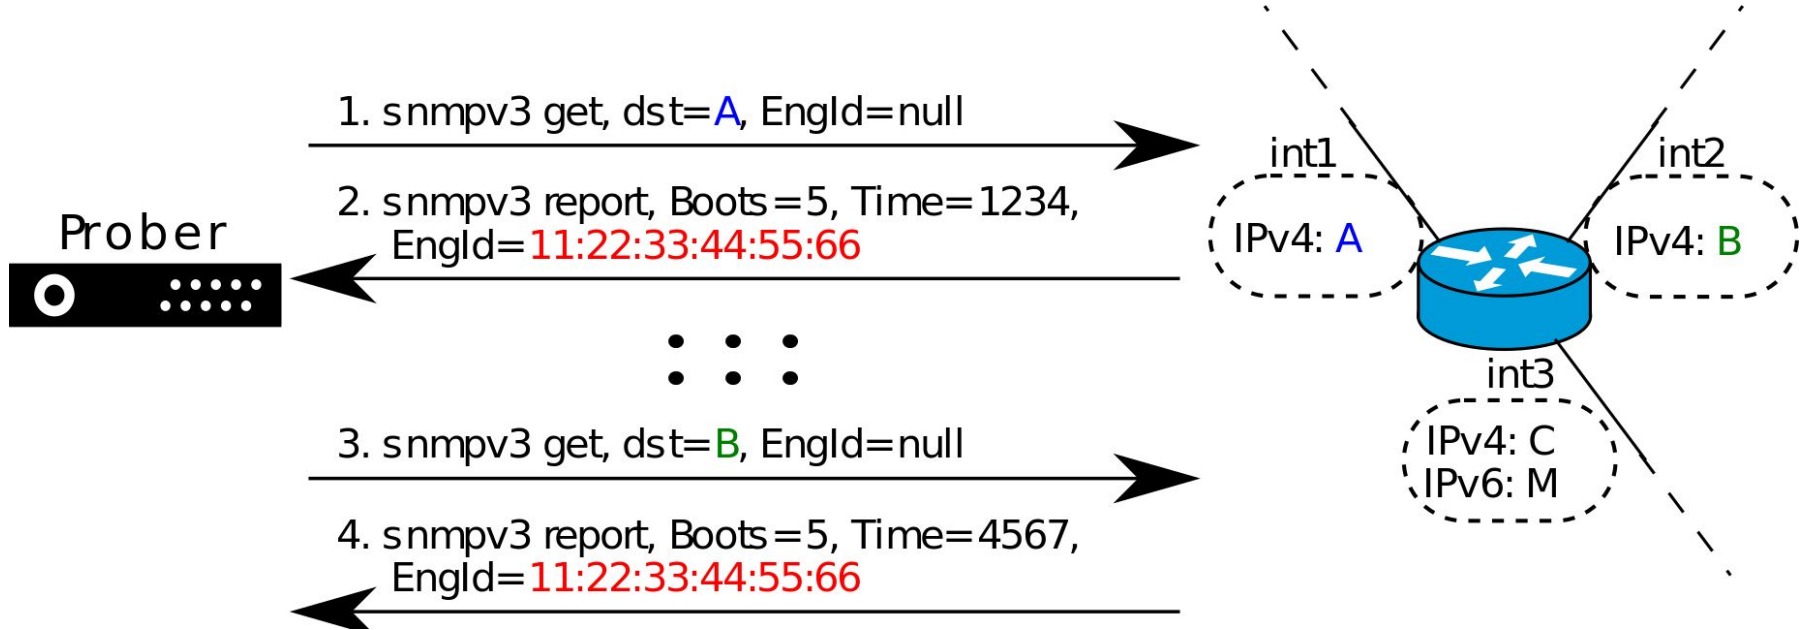 1. snmpv3 get, dst=A, EngId=null
int1
int2
2. snmpv3 report, Boots=5, Time=1234,
EngId=11:22:33:44:55:66
Prober
IPv4: A
IPv4: B
int3
3. snmpv3 get, dst=B, EngId=null
IPv4: C
IPv6: M
4. snmpv3 report, Boots=5, Time=4567,
EngId=11:22:33:44:55:66